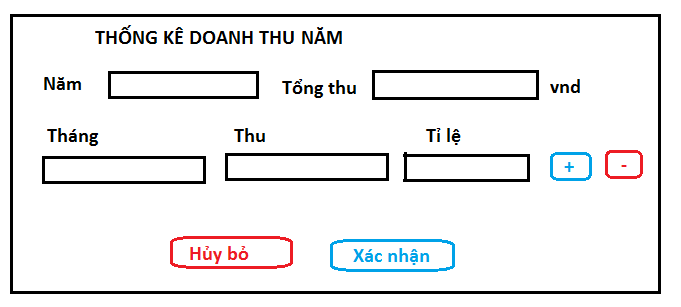 THỐNG KÊ DOANH THU NĂM
Năm Tổng thu vnd
Tháng Thu Tỉ lệ
+ -
Hủy bỏ Xác nhận